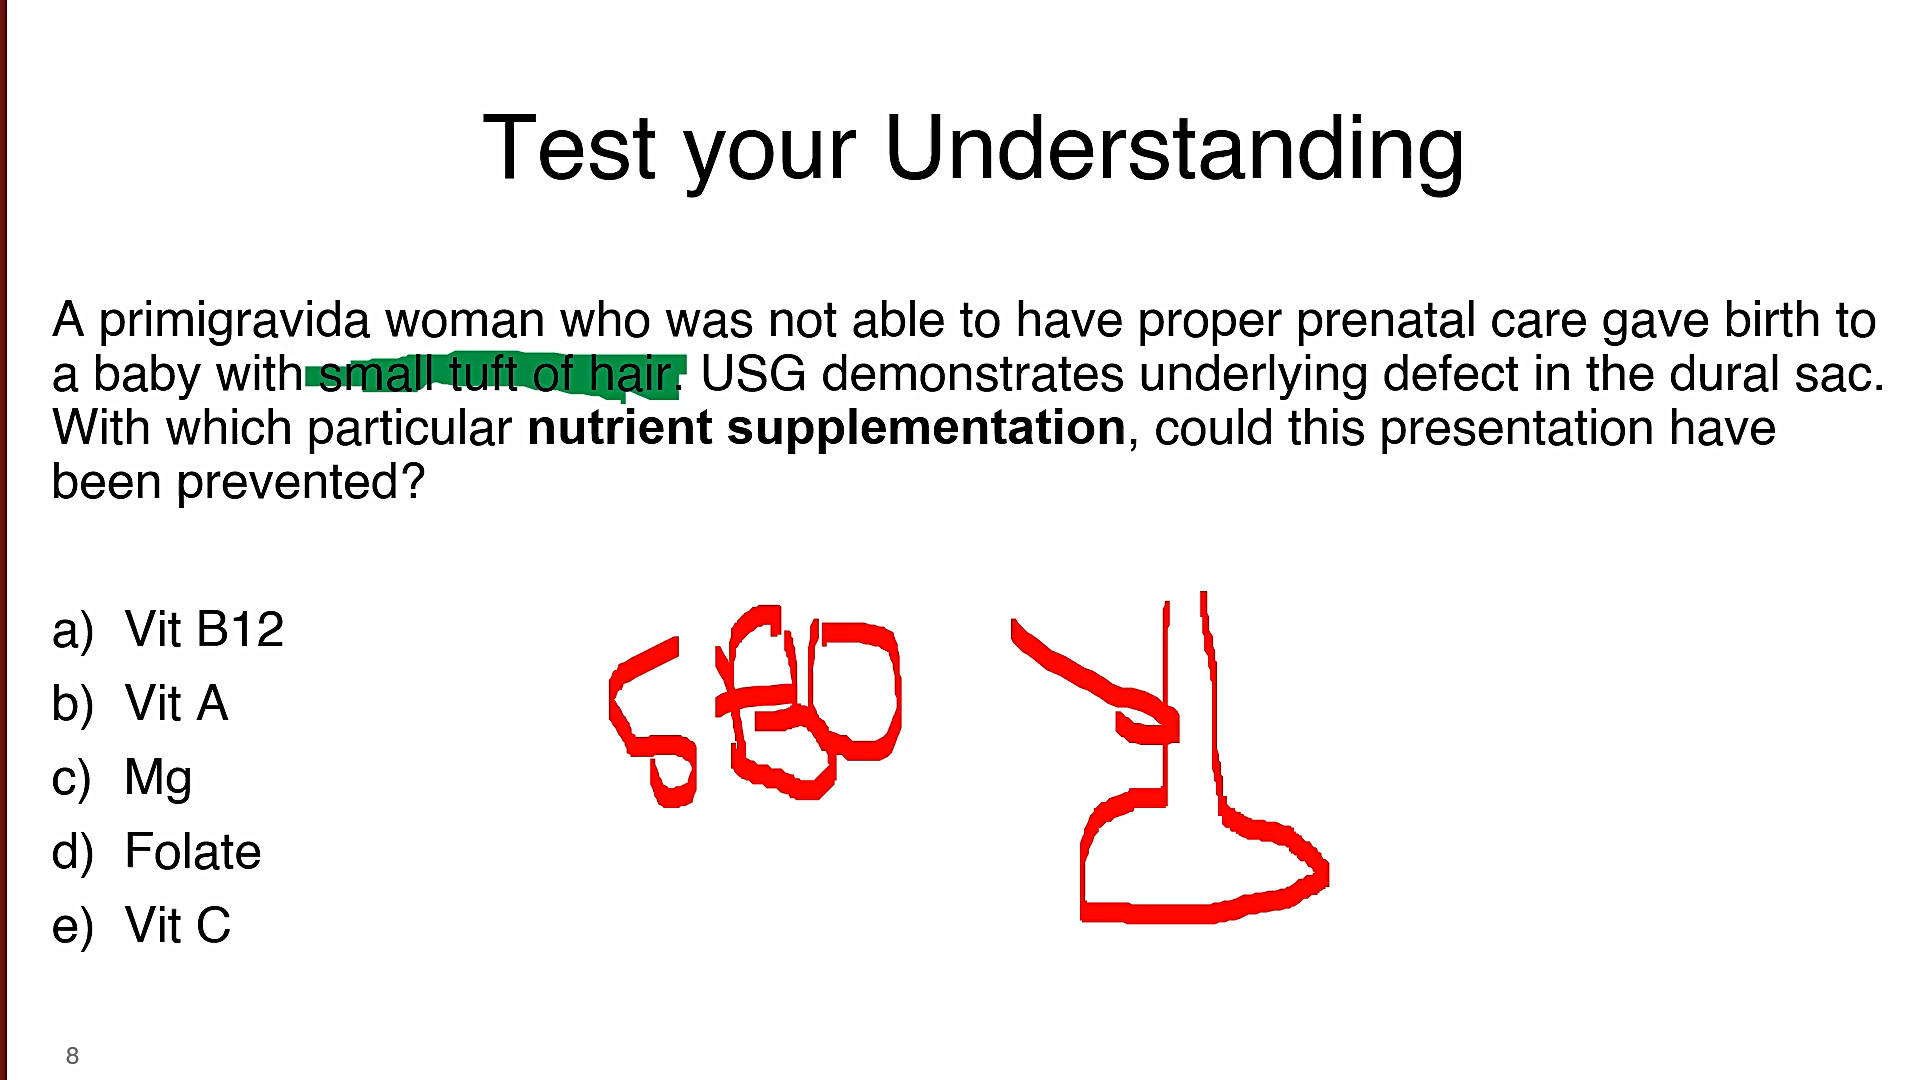 Test your Understanding
A primigravida woman who was not able to have proper prenatal care gave birth to
a baby with small tuft of hair. USG demonstrates underlying defect in the dural sac.
With which particular nutrient supplementation, could this presentation have
been prevented?
a) Vit B12
b) Vit A
c) Mg
d) Folate
e) Vit C
8